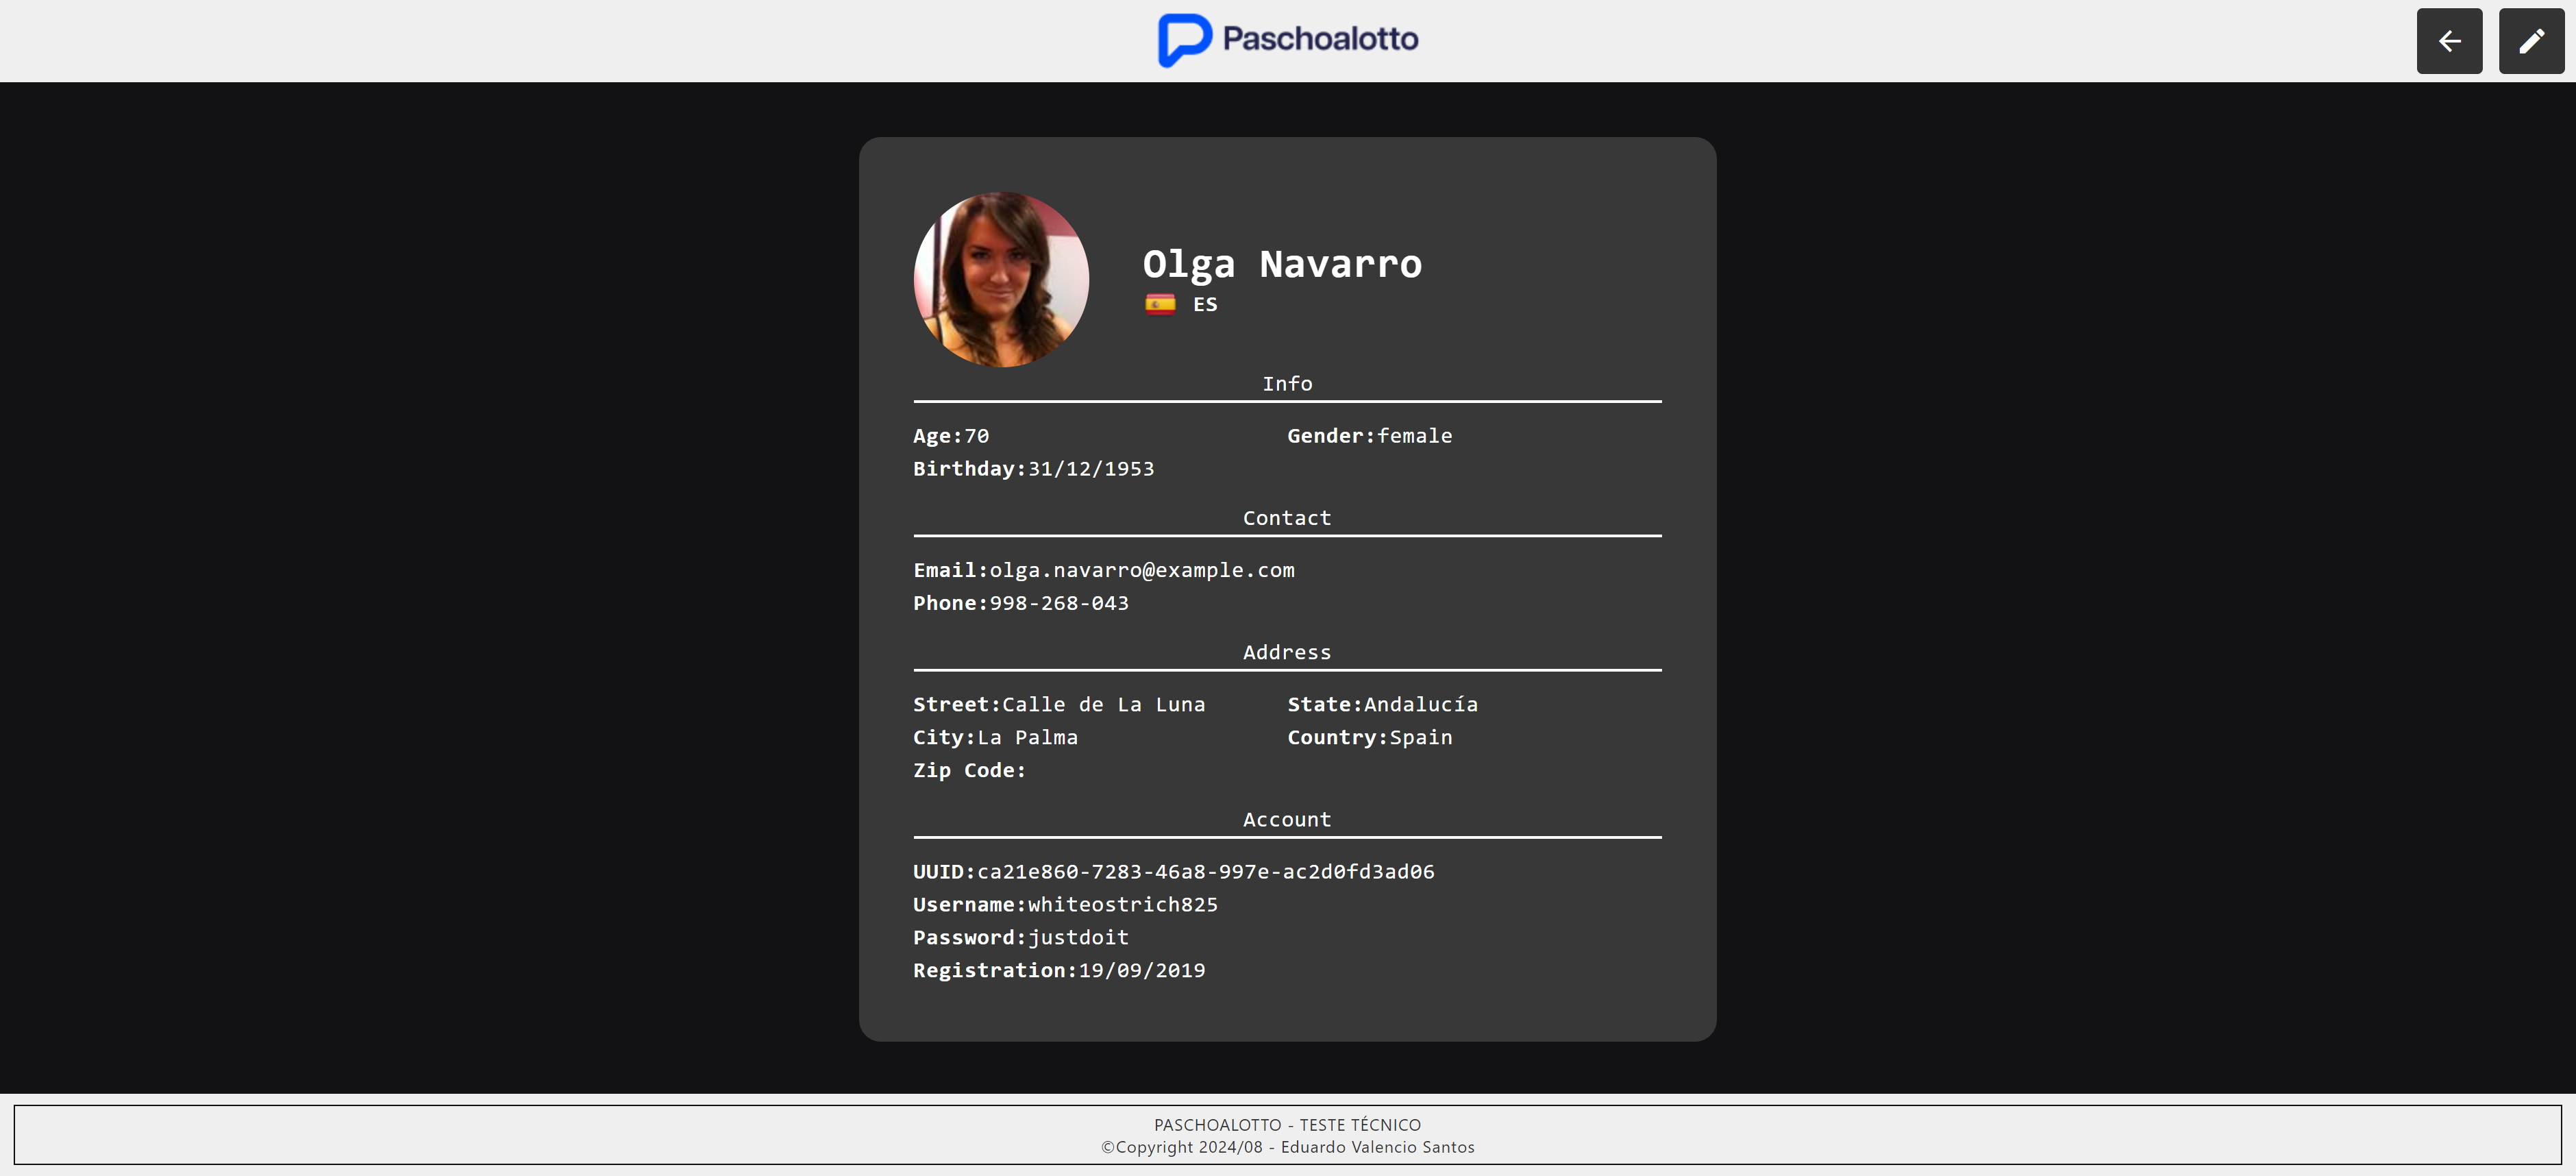 Paschoalotto
Olga Navarro
ES
Info
Age:70 Gender:female
Birthday:31/12/1953
Contact
Email:olga.navarro@example.com
Phone:998-268-043
Address
Street:Calle de La Luna State:Andalucía
City:La Palma Country:Spain
Zip Code:
Account
UUID:ca21e860-7283-46a8-997e-ac2d0fd3ad06
Username:whiteostrich825
Password:justdoit
Registration:19/09/2019
PASCHOALOTTO - TESTE TÉCNICO
©Copyright 2024/08 - Eduardo Valencio Santos